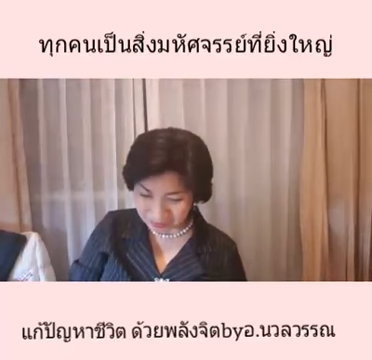 ทุกคนเป็นสิ่งมหัศจรรย์ที่ยิ่งใหญ่
แก้ปัญหาชีวิต ด้วยพลังจิตbyอ.นวลวรรณ